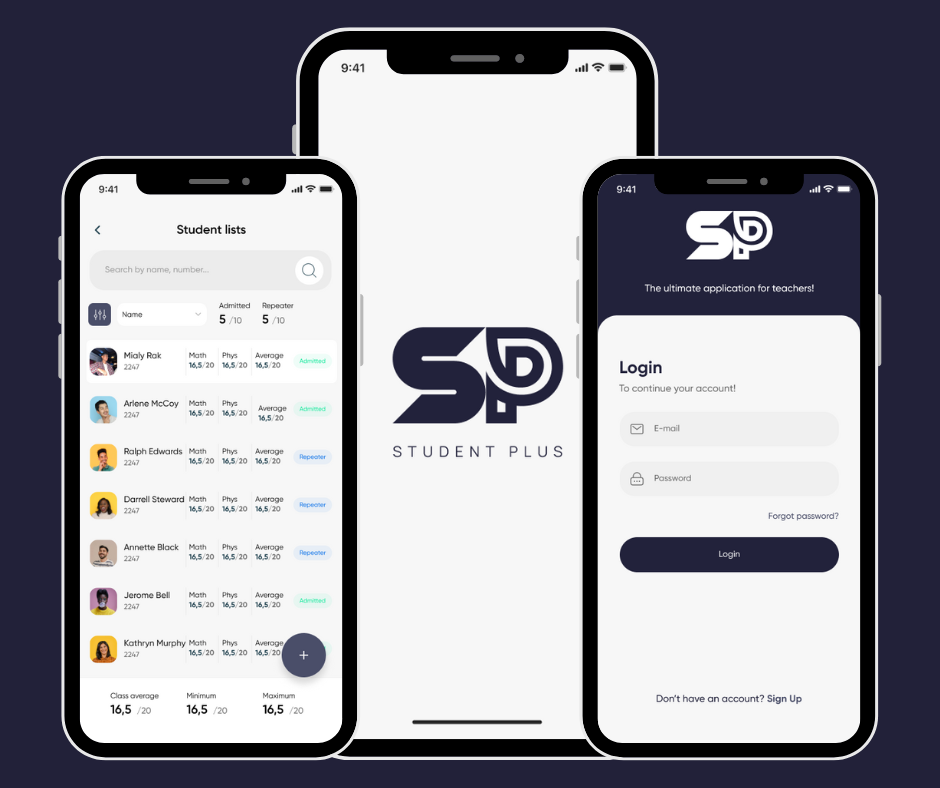 9:41
Student lists
Search by name, number...
Name
Admitted
5 /10
Repeater
5 /10
Mialy Rak
2247
Math
16,5/20
Phys
16,5/20
Average
16,5/20
Admitted
Arlene McCoy
2247
Math
16,5/20
Phys
16,5/20
Average
16,5/20
Admitted
Ralph Edwards
2247
Math
16,5/20
Phys
16,5/20
Average
16,5/20
Repeater
Darrell Steward
2247
Math
16,5/20
Phys
16,5/20
Average
16,5/20
Repeater
Annette Black
2247
Math
16,5/20
Phys
16,5/20
Average
16,5/20
Repeater
Jerome Bell
2247
Math
16,5/20
Phys
16,5/20
Average
16,5/20
Admitted
Kathryn Murphy
2247
Math
16,5/20
Phys
16,5/20
Average
16,5/20
+
Class average
16,5 /20
Minimum
16,5 /20
Maximum
16,5 /20
9:41
SP
STUDENT PLUS
9:41
SP
The ultimate application for teachers!
Login
To continue your account!
E-mail
Password
Forgot password?
Login
Don't have an account? Sign Up